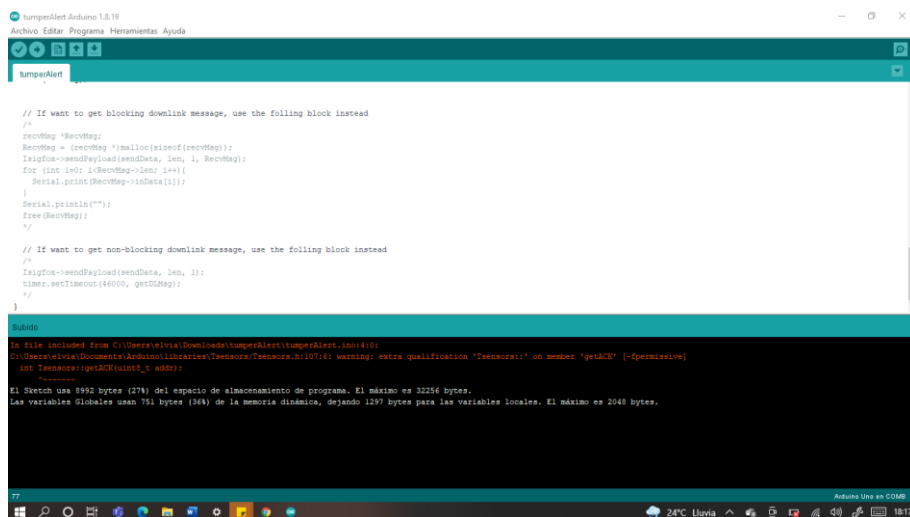 tumperAlert Arduino 1.8.19
Archivo Editar Programa Herramientas Ayuda
tumperAlert
// If want to get blocking downlink message, use the folling block instead
/*
recvMsg *RecvMsg;
RecvMsg = (recvMsg *)malloc(sizeof(recvMsg));
Isigfox->sendPayload(sendData, len, 1, RecvMsg);
for (int i=0; i<RecvMsg->len; i++){
Serial.print(RecvMsg->inData[i]);
}
Serial.println("");
free(RecvMsg);
*/
// If want to get non-blocking downlink message, use the folling block instead
/*
Isigfox->sendPayload(sendData, len, 1);
timer.setTimeout(46000, getDLMsg);
*/
}
Subido
In file included from C:\Users\elvia\Downloads\tumperAlert\tumperAlert.ino:4:0:
C:\Users\elvia\Documents\Arduino\libraries\Tsensors/Tsensors.h:107:6: warning: extra qualification 'Tsensors::' on member 'getACK' [-fpermissive]
int Tsensors::getACK(uint8_t addr);
^~~~~~~~
El Sketch usa 8992 bytes (27%) del espacio de almacenamiento de programa. El máximo es 32256 bytes.
Las variables Globales usan 751 bytes (36%) de la memoria dinámica, dejando 1297 bytes para las variables locales. El máximo es 2048 bytes.
77
Arduino Uno en COM8
24°C Lluvia
18:17